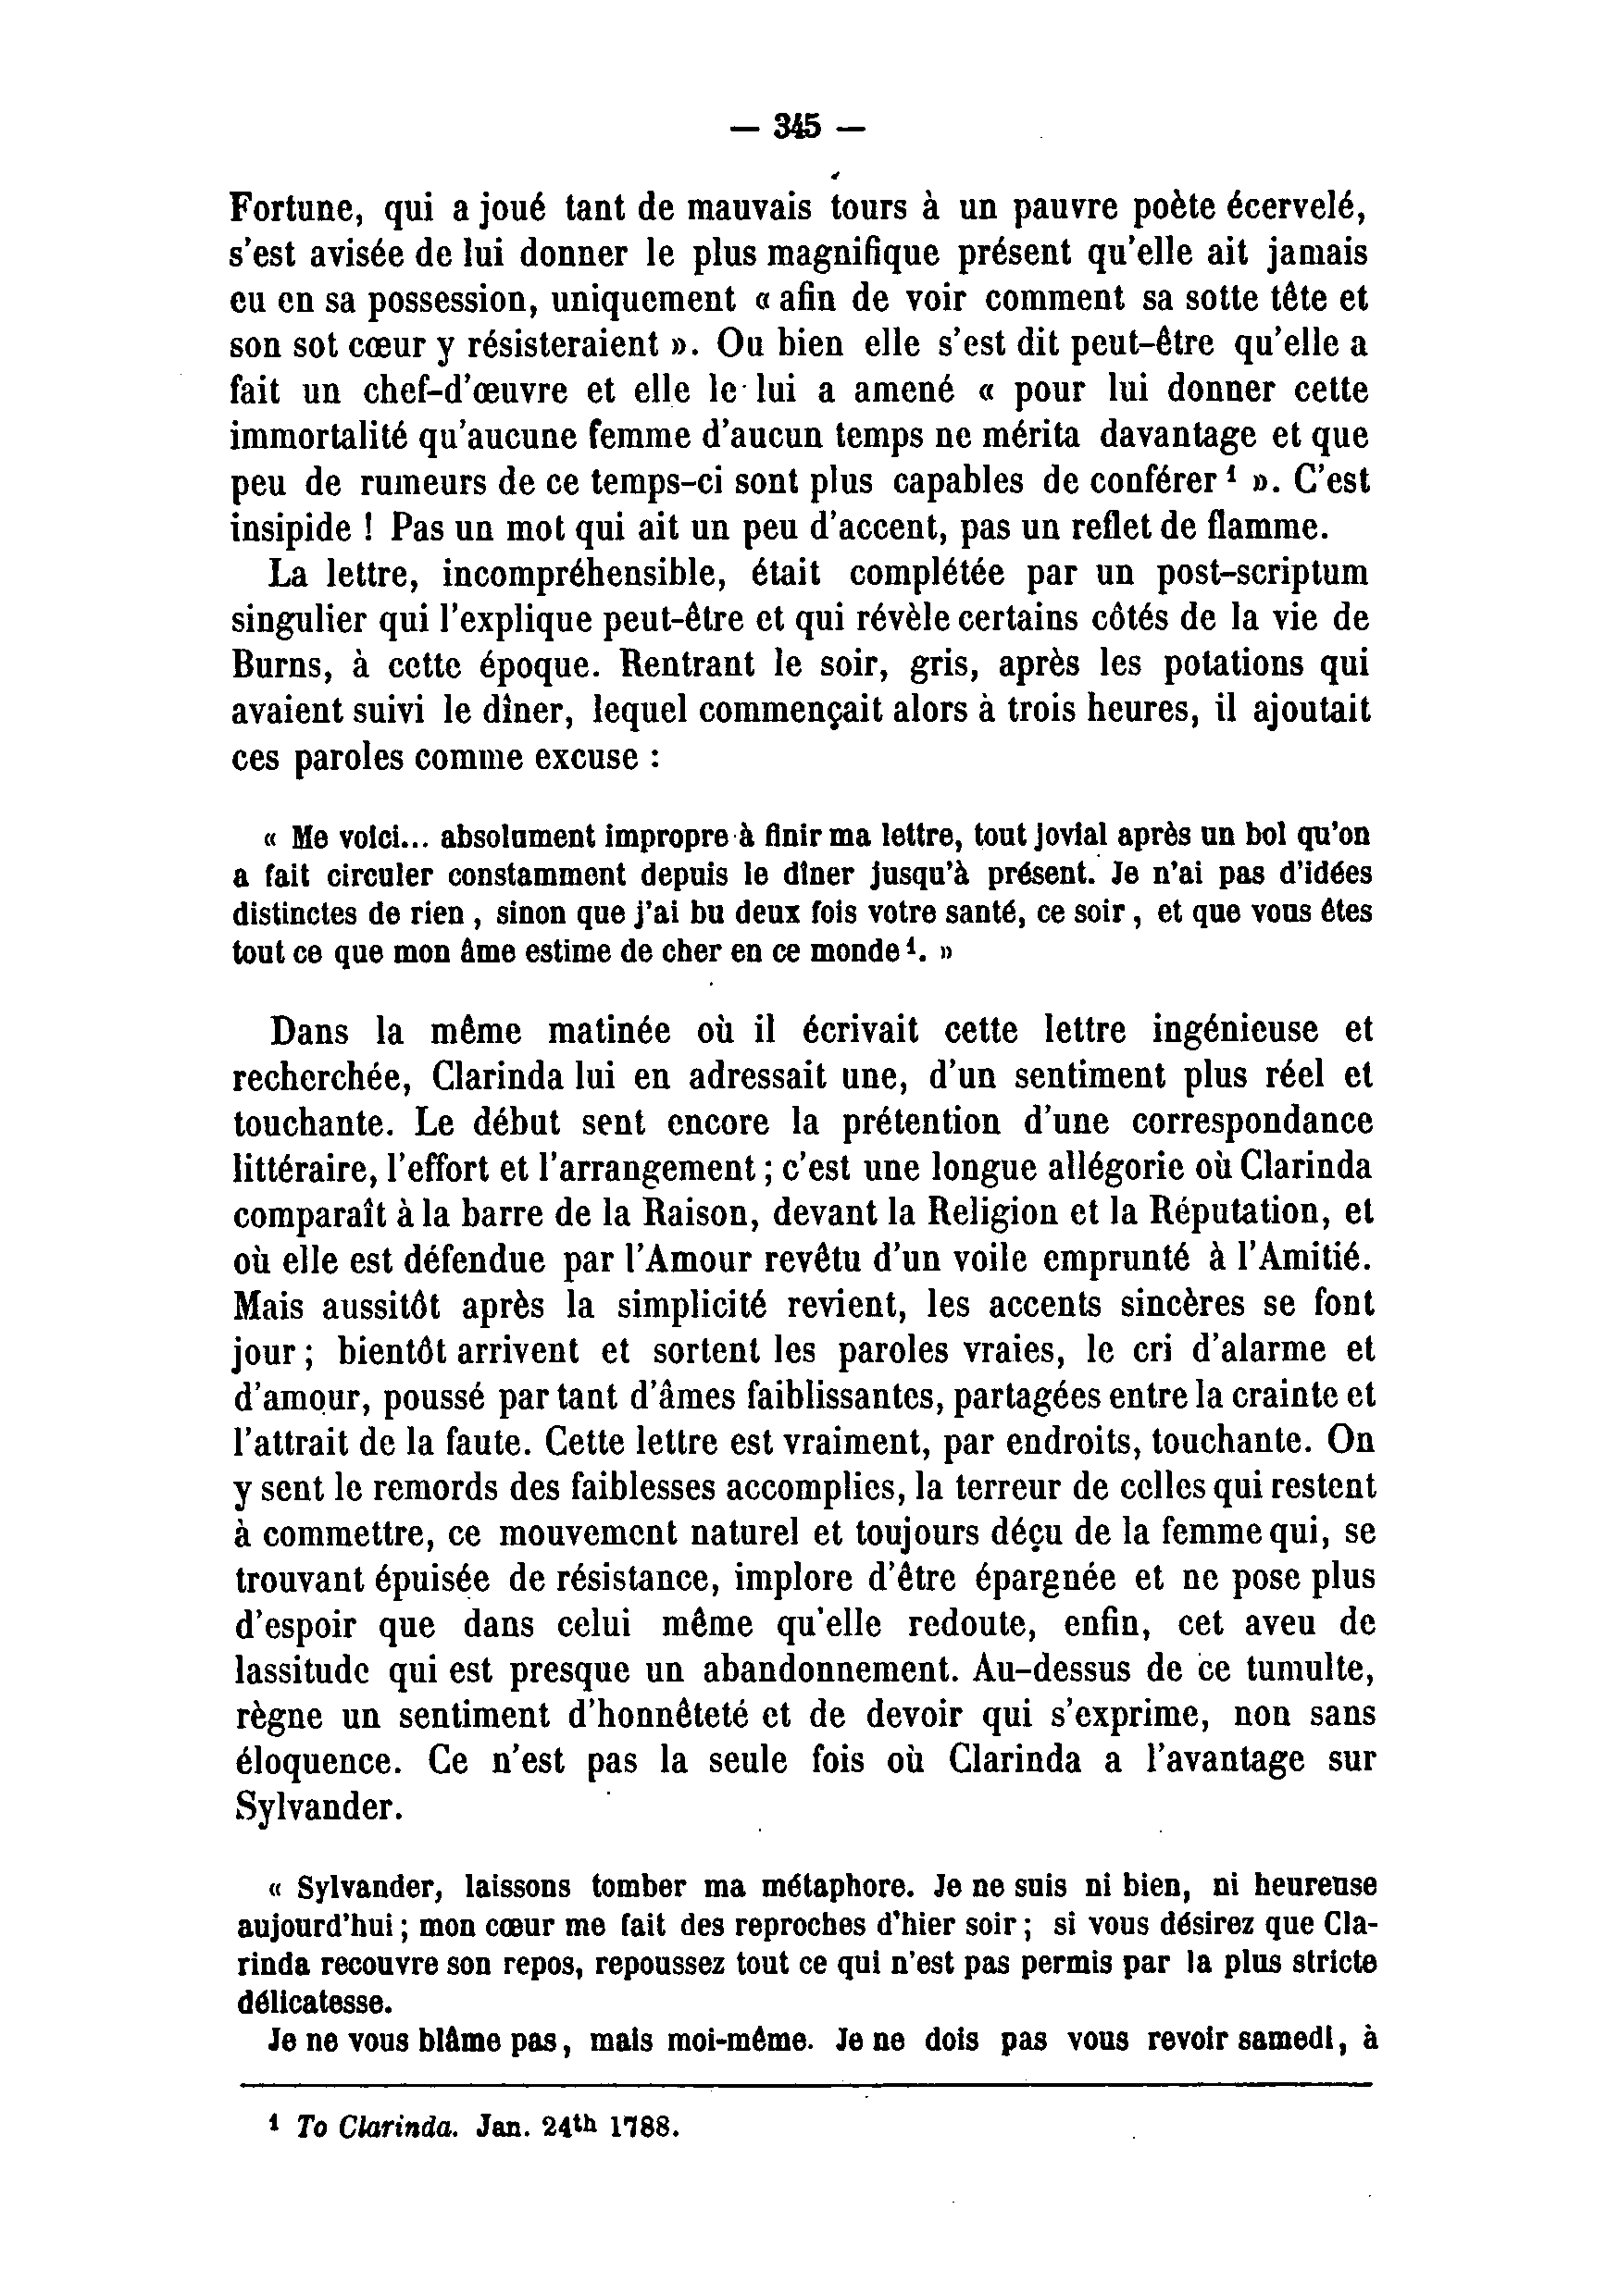 — 345 —
Fortune, qui a joué tant de mauvais tours à un pauvre poète écervelé,
s'est avisée de lui donner le plus magnifique présent qu'elle ait jamais
eu en sa possession, uniquement « afin de voir comment sa sotte tête et
son sot cœur y résisteraient ». Ou bien elle s'est dit peut-être qu'elle a
fait un chef-d'œuvre et elle le lui a amené « pour lui donner cette
immortalité qu'aucune femme d'aucun temps ne mérita davantage et que
peu de rumeurs de ce temps-ci sont plus capables de conférer ¹ ». C'est
insipide ! Pas un mot qui ait un peu d'accent, pas un reflet de flamme.
La lettre, incompréhensible, était complétée par un post-scriptum
singulier qui l'explique peut-être et qui révèle certains côtés de la vie de
Burns, à cette époque. Rentrant le soir, gris, après les potations qui
avaient suivi le dîner, lequel commençait alors à trois heures, il ajoutait
ces paroles comme excuse :
« Me voici... absolument impropre à finir ma lettre, tout jovial après un bol qu'on
a fait circuler constamment depuis le dîner jusqu'à présent. Je n'ai pas d'idées
distinctes de rien, sinon que j'ai bu deux fois votre santé, ce soir, et que vous êtes
tout ce que mon âme estime de cher en ce monde ¹. »
Dans la même matinée où il écrivait cette lettre ingénieuse et
recherchée, Clarinda lui en adressait une, d'un sentiment plus réel et
touchante. Le début sent encore la prétention d'une correspondance
littéraire, l'effort et l'arrangement ; c'est une longue allégorie où Clarinda
comparaît à la barre de la Raison, devant la Religion et la Réputation, et
où elle est défendue par l'Amour revêtu d'un voile emprunté à l'Amitié.
Mais aussitôt après la simplicité revient, les accents sincères se font
jour ; bientôt arrivent et sortent les paroles vraies, le cri d'alarme et
d'amour, poussé par tant d'âmes faiblissantes, partagées entre la crainte et
l'attrait de la faute. Cette lettre est vraiment, par endroits, touchante. On
y sent le remords des faiblesses accomplies, la terreur de celles qui restent
à commettre, ce mouvement naturel et toujours déçu de la femme qui, se
trouvant épuisée de résistance, implore d'être épargnée et ne pose plus
d'espoir que dans celui même qu'elle redoute, enfin, cet aveu de
lassitude qui est presque un abandonnement. Au-dessus de ce tumulte,
règne un sentiment d'honnêteté et de devoir qui s'exprime, non sans
éloquence. Ce n'est pas la seule fois où Clarinda a l'avantage sur
Sylvander.
« Sylvander, laissons tomber ma métaphore. Je ne suis ni bien, ni heureuse
aujourd'hui ; mon cœur me fait des reproches d'hier soir ; si vous désirez que Cla-
rinda recouvre son repos, repoussez tout ce qui n'est pas permis par la plus stricte
délicatesse.
Je ne vous blâme pas, mais moi-même. Je ne dois pas vous revoir samedi, à
¹ To Clarinda. Jan. 24th 1788.